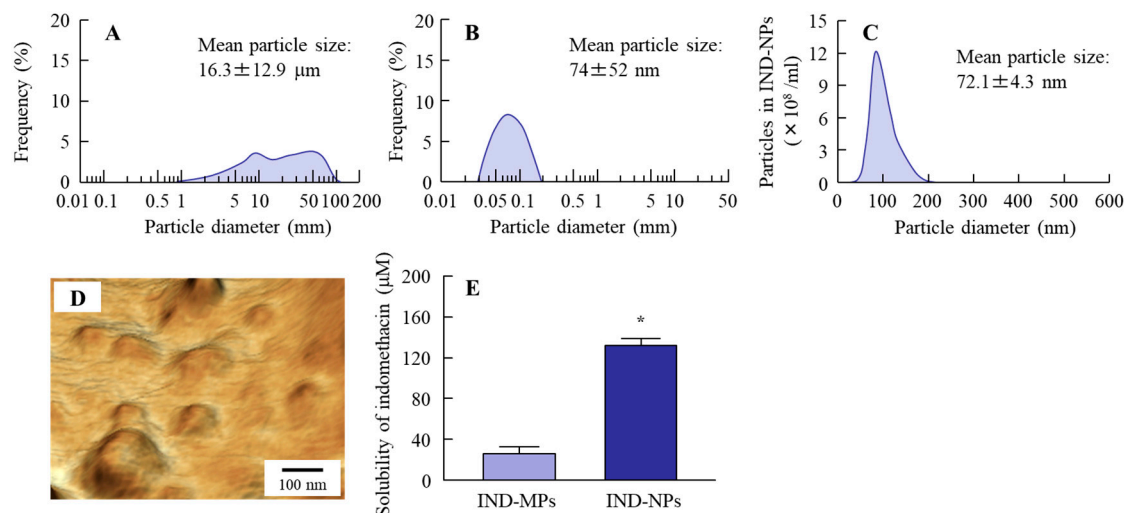 A
Mean particle size:
16.3±12.9 μm
Frequency (%)
20
15
10
5
0
0.01 0.1 0.5 1 5 10 50 100 200
Particle diameter (mm)
B
Mean particle size:
74±52 nm
Frequency (%)
20
15
10
5
0
0.01 0.05 0.1 0.5 1 5 10 50
Particle diameter (mm)
C
Mean particle size:
72.1±4.3 nm
Particles in IND-NPs
(×10⁸ /ml)
15
12
9
6
3
0
0 100 200 300 400 500 600
Particle diameter (nm)
D
100 nm
E
Solubility of indomethacin (μM)
200
160
120
80
40
0
*
IND-MPs IND-NPs